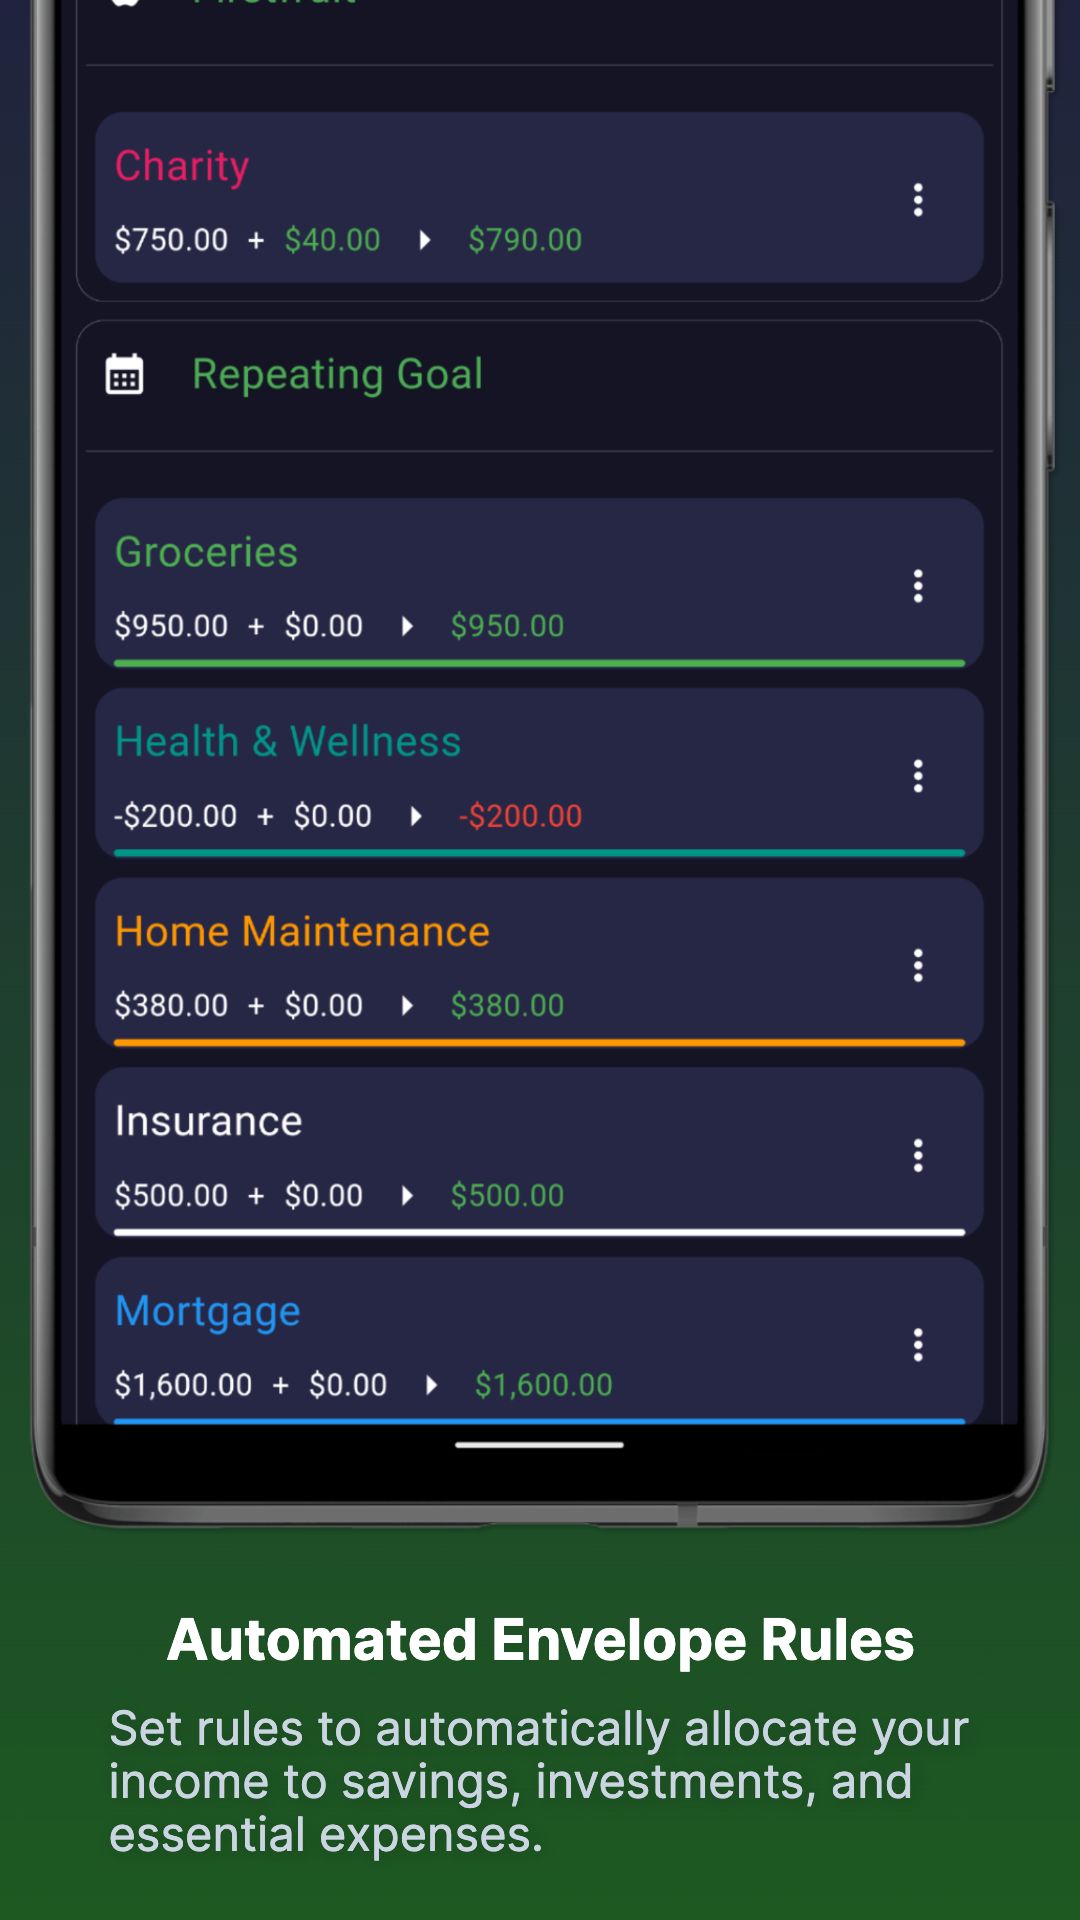 Firstfruit
Charity
$750.00 + $40.00 $790.00
Repeating Goal
Groceries
$950.00 + $0.00 $950.00
Health & Wellness
-$200.00 + $0.00 -$200.00
Home Maintenance
$380.00 + $0.00 $380.00
Insurance
$500.00 + $0.00 $500.00
Mortgage
$1,600.00 + $0.00 $1,600.00
Automated Envelope Rules
Set rules to automatically allocate your
income to savings, investments, and
essential expenses.